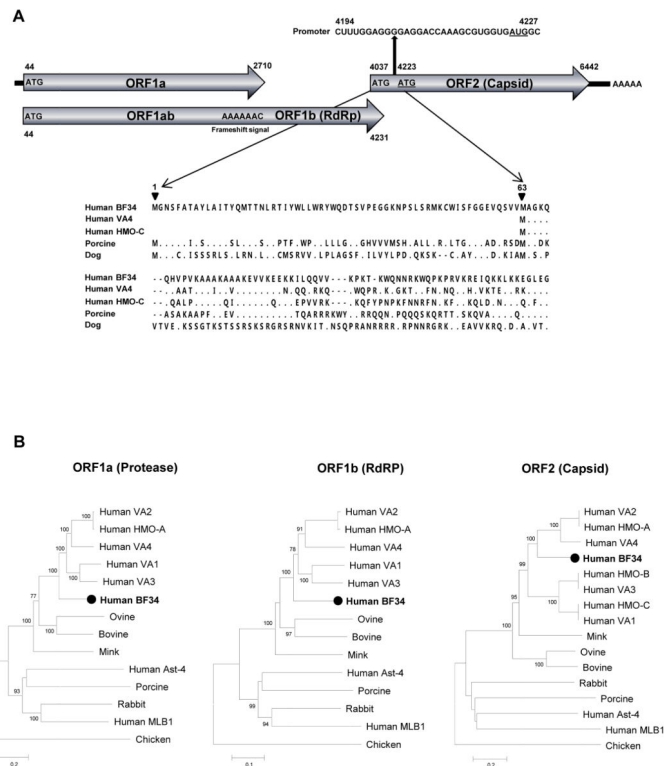 A
4194 4227
Promoter CUUUGGAGGGGAGGACCAAAGCGUGGUGAUGGC
44 2710 4037 4223 6442
ATG ORF1a ATG ATG ORF2 (Capsid) AAAAA
ATG ORF1ab AAAAAAC ORF1b (RdRp)
Frameshift signal
44 4231
1 63
Human BF34 MGNSFATAYLAITYQMTTNLRTIYWLLWRYWQDTSVPEGGKNPSLSRMKCWISFGGEVQSVVMAGKQ
Human VA4 M....
Human HMO-C M....
Porcine M.....I.S....SL...S..PTF.WP..LLLG..GHVVVMSH.ALL.R.LTG...AD.RSDM..DK
Dog M..C.ISSSRLS.LRNL..CMSRVVL.PLAGSF.ILVYLPD.QKSK--C.AY...D.KIAM.S.P
Human BF34 --QHVPVKAAAKAAAKEVVKEEKKILQQVV---KPKT-KWQNNRKWQPKPRVKREIQKKLKKEGLEG
Human VA4 --..AAT...I..V........N.QQ.RKQ---.WQPR.K.GKT..FN.NQ..H.VKTE...RK....
Human HMO-C --.QALP....QI......Q...EPVVRK----KQFYPNPKFNNRFN.KF..KQLD.N...Q.F..
Porcine --ASAKAAPF..EV..........TQARRRKWY..RRQQN.PQQQSKQRTT.SKQVA....Q.....
Dog VTVE.KSSGTKSTSSRSKSRGRSRNVKIT.NSQPRANRRRR.RPNNRGRK..EAVVKRQ.D.A.VT.
B
ORF1a (Protease) ORF1b (RdRP) ORF2 (Capsid)
Human VA2
100
Human HMO-A
100
Human VA4
100
Human VA1
100
100
Human VA3
77
Human BF34
Ovine
100
Bovine
Mink
Human Ast-4
93
Porcine
Rabbit
100
Human MLB1
Chicken
0.2
Human VA2
91
Human HMO-A
78
Human VA4
100
Human VA1
100
Human VA3
Human BF34
Ovine
97
Bovine
Mink
Human Ast-4
Porcine
99
Rabbit
94
Human MLB1
Chicken
0.1
Human VA2
100
Human HMO-A
100
Human VA4
99
Human BF34
Human HMO-B
100
Human VA3
95
Human HMO-C
100
Human VA1
Mink
Ovine
100
Bovine
Rabbit
Porcine
Human Ast-4
Human MLB1
Chicken
0.2